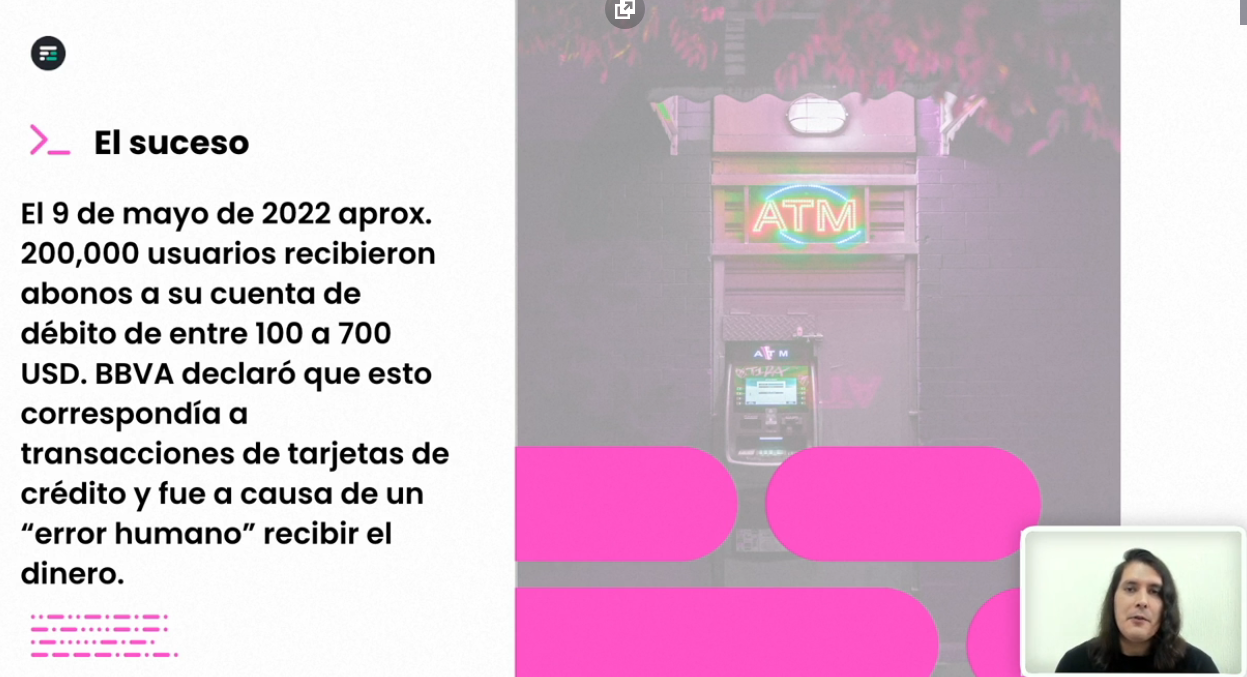 El suceso
El 9 de mayo de 2022 aprox.
200,000 usuarios recibieron
abonos a su cuenta de
débito de entre 100 a 700
USD. BBVA declaró que esto
correspondía a
transacciones de tarjetas de
crédito y fue a causa de un
“error humano” recibir el
dinero.
ATM
ATM